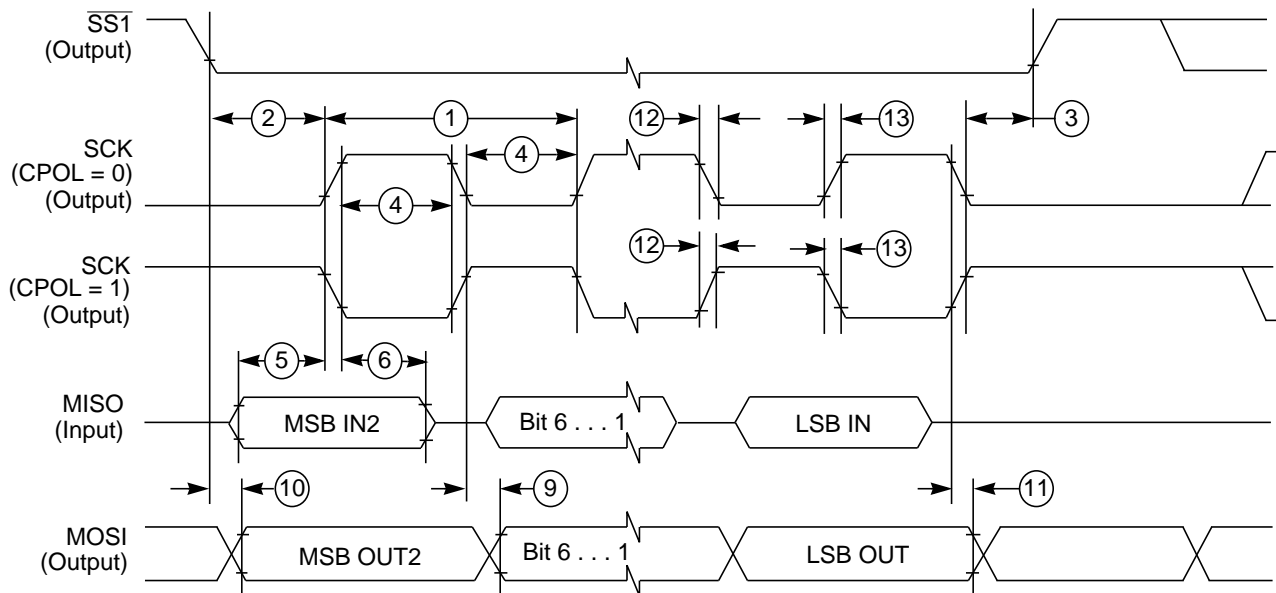 SS1
(Output)
2
1
12
13
3
SCK
(CPOL = 0)
(Output)
4
4
12
13
SCK
(CPOL = 1)
(Output)
5
6
MISO
(Input)
MSB IN2
Bit 6 . . . 1
LSB IN
10
9
11
MOSI
(Output)
MSB OUT2
Bit 6 . . . 1
LSB OUT